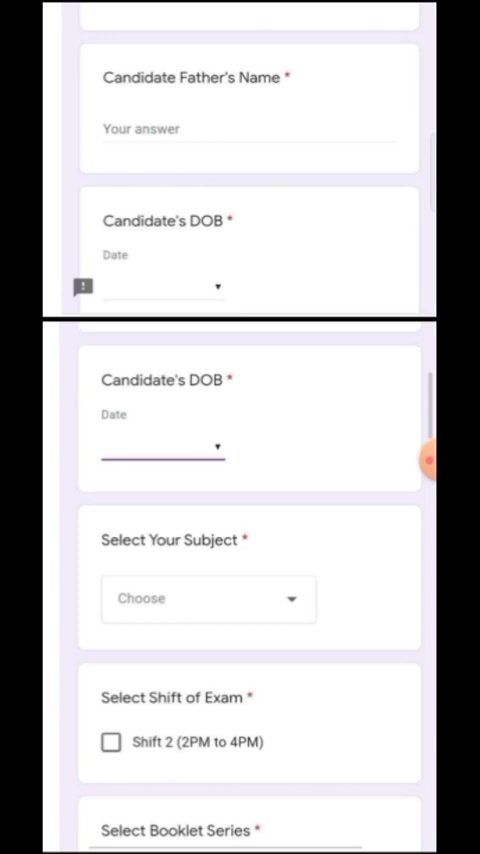 Candidate Father's Name *
Your answer
Candidate's DOB *
Date
Candidate's DOB *
Date
Select Your Subject *
Choose
Select Shift of Exam *
Shift 2 (2PM to 4PM)
Select Booklet Series *